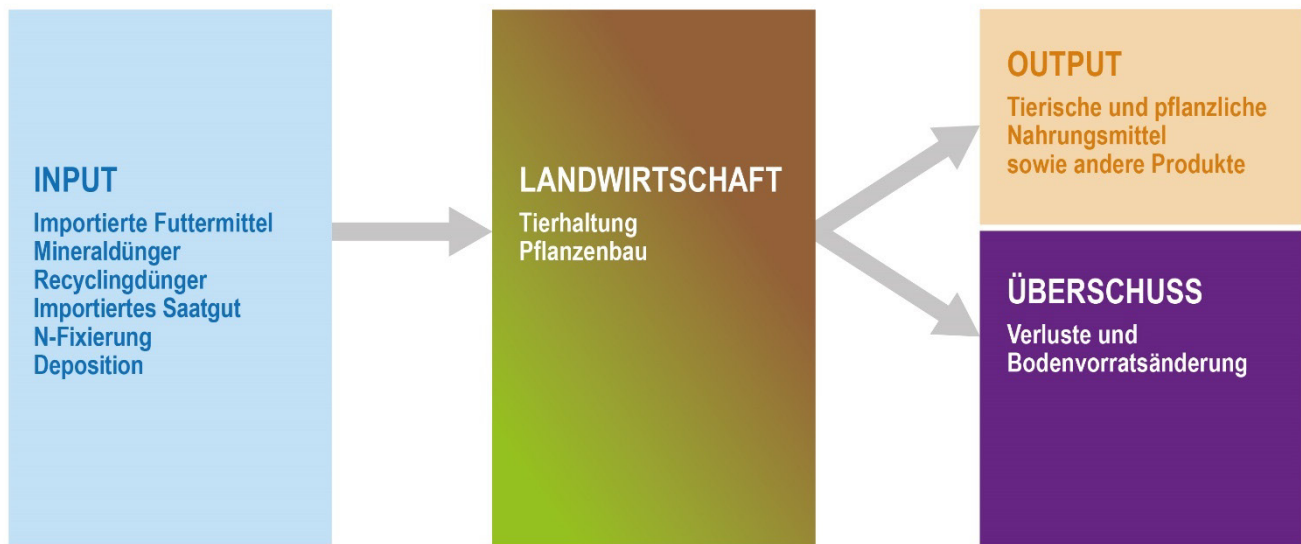 INPUT
Importierte Futtermittel
Mineraldünger
Recyclingdünger
Importiertes Saatgut
N-Fixierung
Deposition
LANDWIRTSCHAFT
Tierhaltung
Pflanzenbau
OUTPUT
Tierische und pflanzliche
Nahrungsmittel
sowie andere Produkte
ÜBERSCHUSS
Verluste und
Bodenvorratsänderung